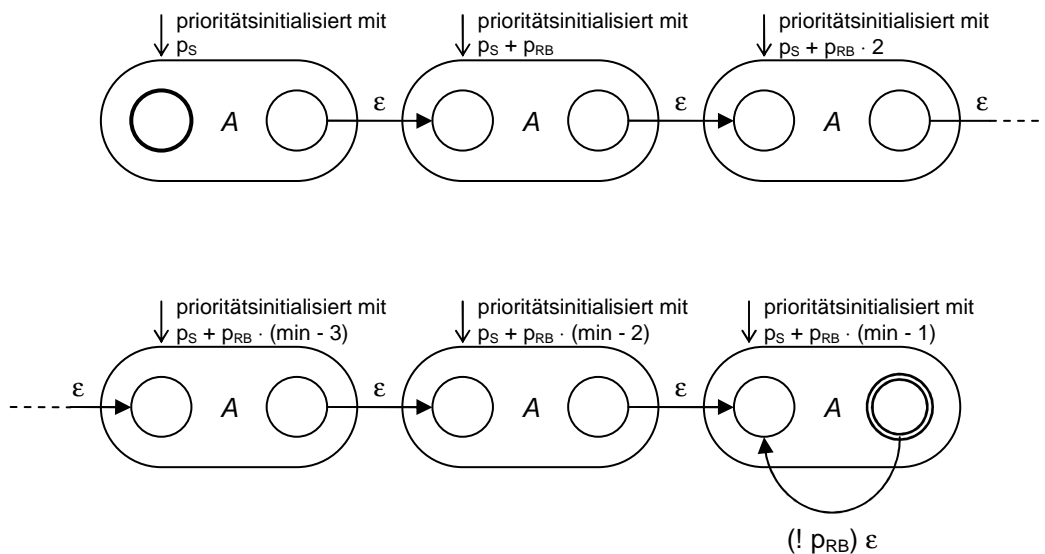 prioritätsinitialisiert mit prioritätsinitialisiert mit prioritätsinitialisiert mit
pS pS + pRB pS + pRB · 2
A ε A ε A ε
prioritätsinitialisiert mit prioritätsinitialisiert mit prioritätsinitialisiert mit
pS + pRB · (min - 3) pS + pRB · (min - 2) pS + pRB · (min - 1)
ε A ε A ε A
(! pRB) ε